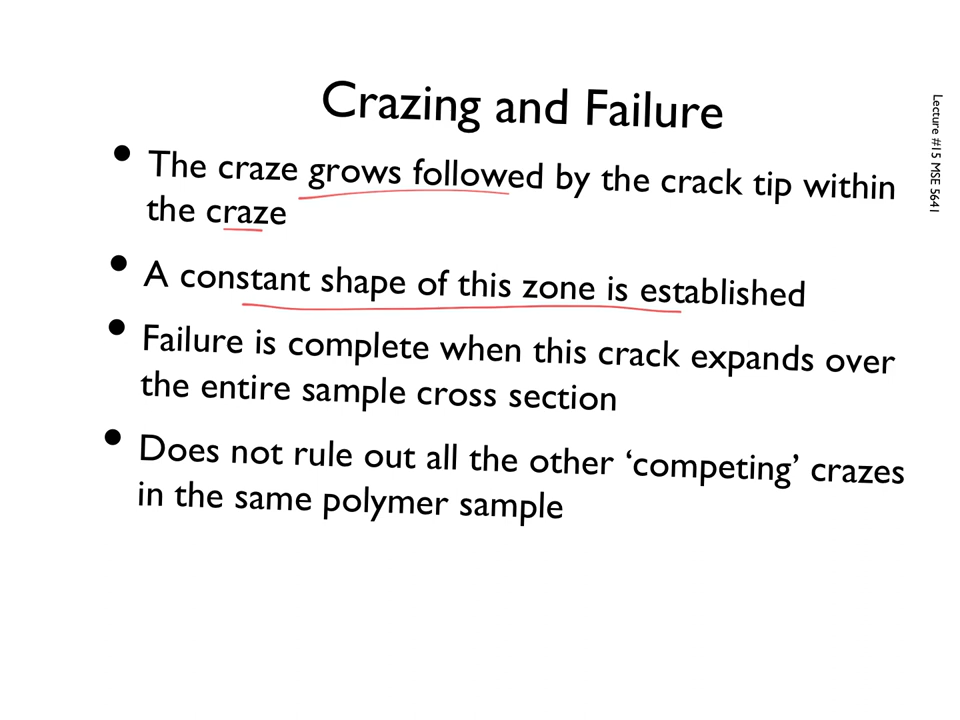 Crazing and Failure
• The craze grows followed by the crack tip within
the craze
• A constant shape of this zone is established
• Failure is complete when this crack expands over
the entire sample cross section
• Does not rule out all the other ‘competing’ crazes
in the same polymer sample
Lecture #15 MSE 5641